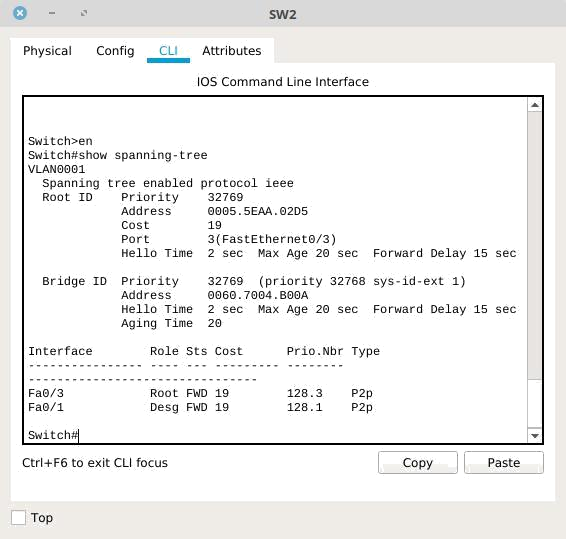 SW2
Physical Config CLI Attributes
IOS Command Line Interface
Switch>en
Switch#show spanning-tree
VLAN0001
  Spanning tree enabled protocol ieee
  Root ID    Priority    32769
             Address     0005.5EAA.02D5
             Cost        19
             Port        3(FastEthernet0/3)
             Hello Time  2 sec  Max Age 20 sec  Forward Delay 15 sec

  Bridge ID  Priority    32769  (priority 32768 sys-id-ext 1)
             Address     0060.7004.B00A
             Hello Time  2 sec  Max Age 20 sec  Forward Delay 15 sec
             Aging Time  20

Interface        Role Sts Cost      Prio.Nbr Type
---------------- ---- --- --------- --------
--------------------------------
Fa0/3            Root FWD 19        128.3    P2p
Fa0/1            Desg FWD 19        128.1    P2p

Switch#
Ctrl+F6 to exit CLI focus Copy Paste
Top